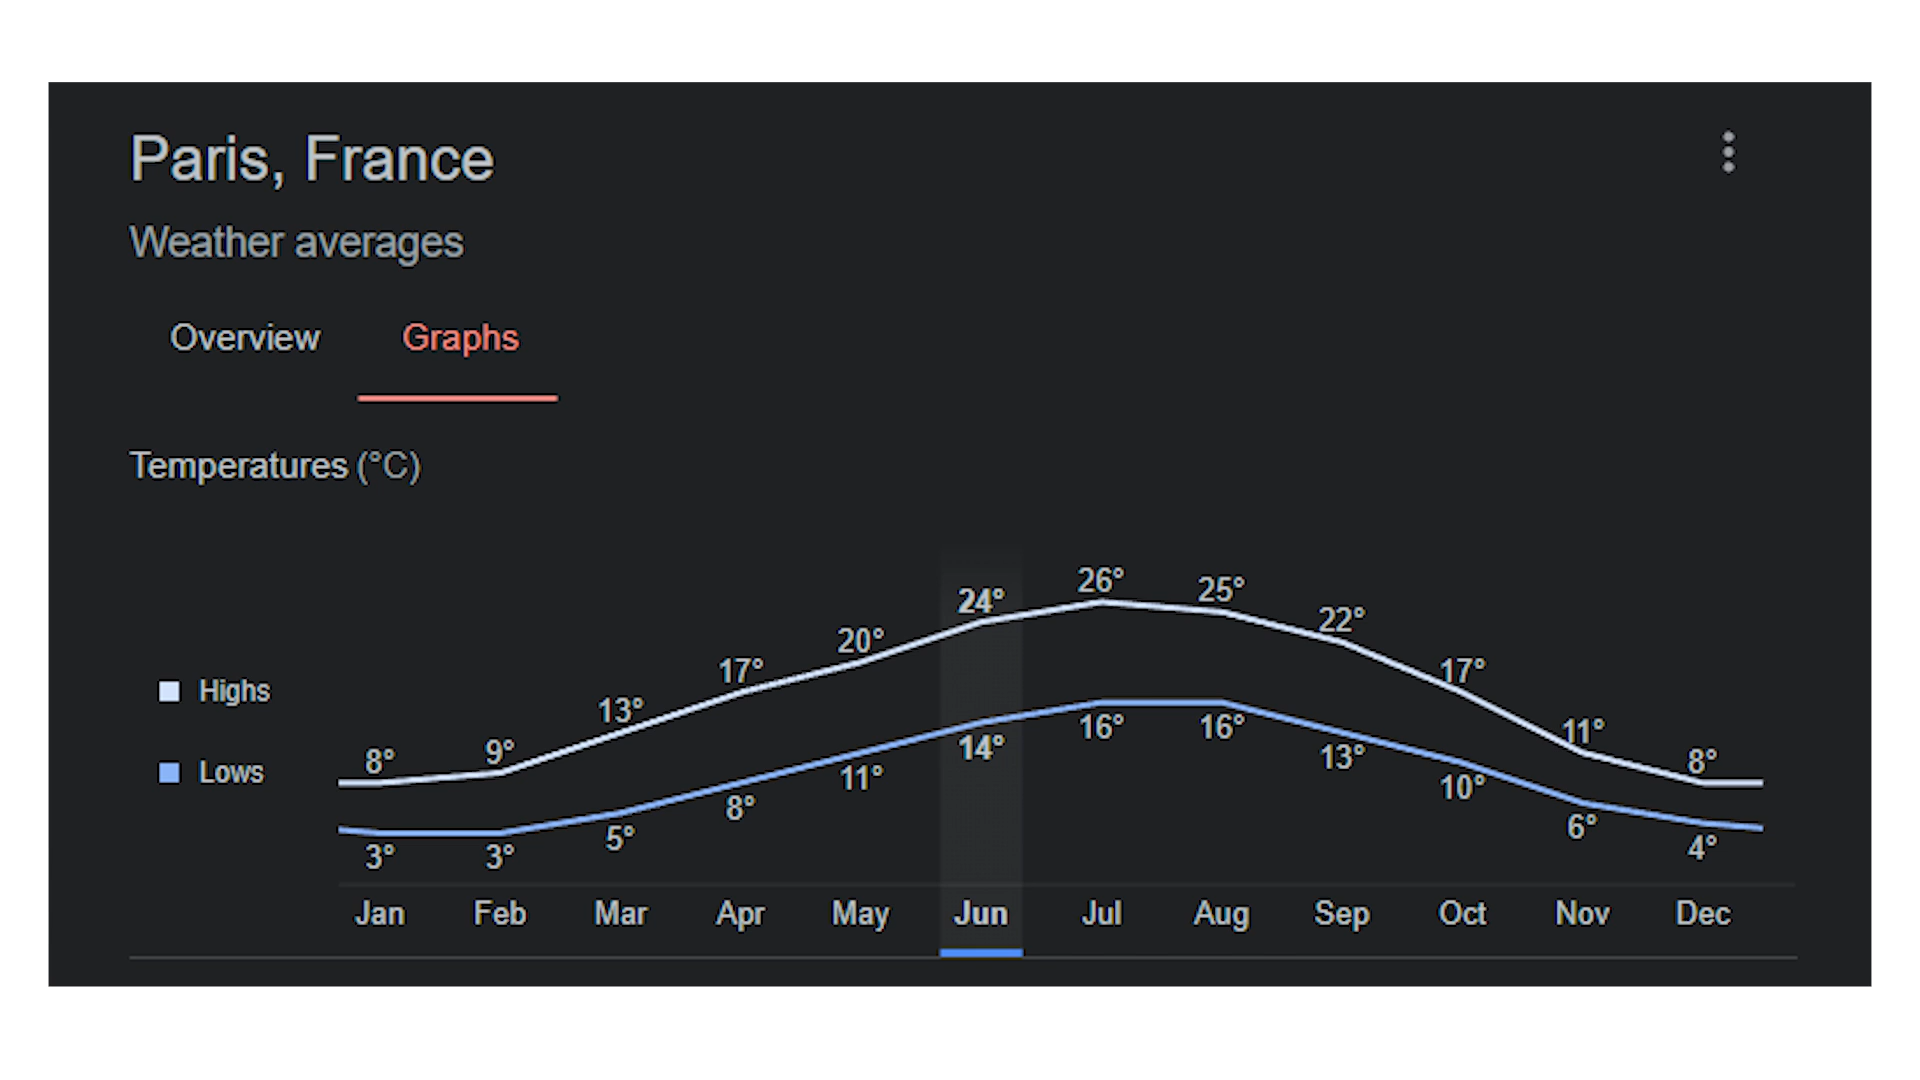 Paris, France
Weather averages
Overview Graphs
Temperatures (°C)
Highs
Lows
8° 9° 13° 17° 20° 24° 26° 25° 22° 17° 11° 8°
3° 3° 5° 8° 11° 14° 16° 16° 13° 10° 6° 4°
Jan Feb Mar Apr May Jun Jul Aug Sep Oct Nov Dec